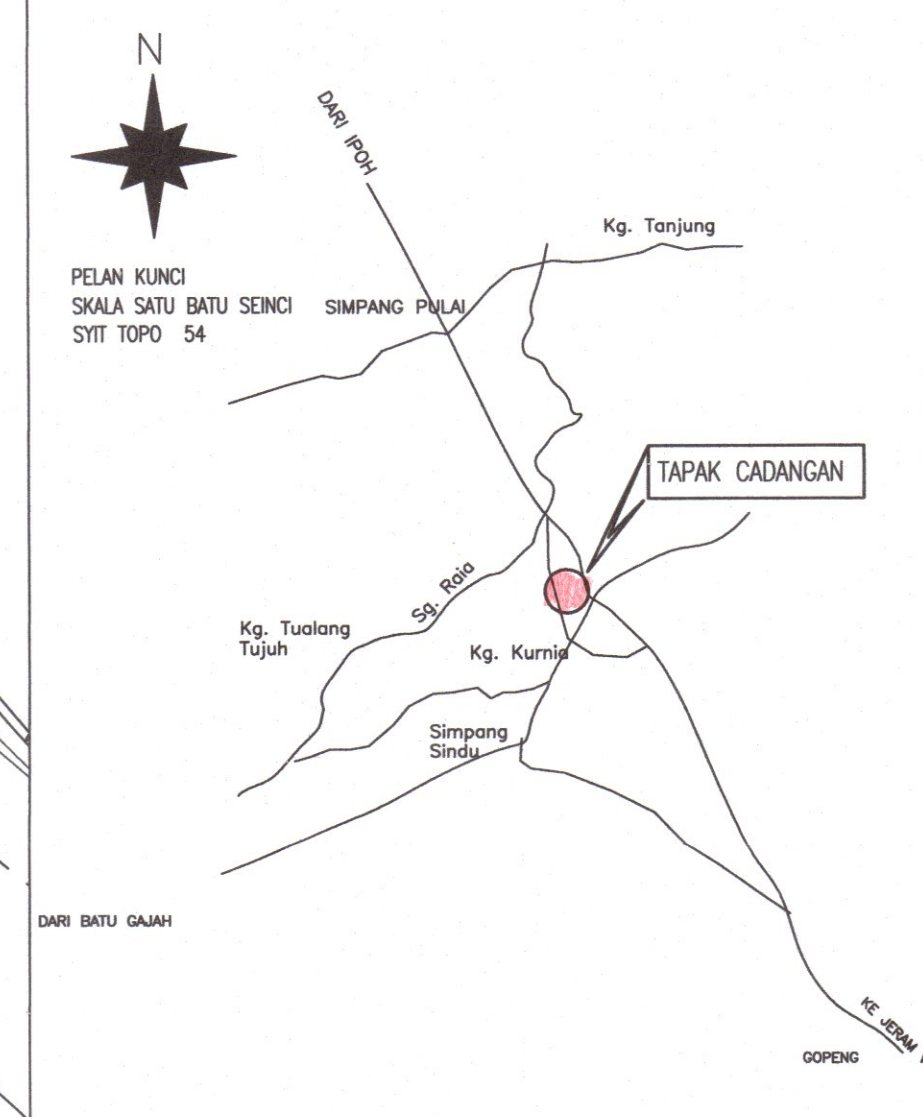 N
DARI IPOH
Kg. Tanjung
PELAN KUNCI
SKALA SATU BATU SEINCI
SYIT TOPO 54
SIMPANG PULAI
TAPAK CADANGAN
Sg. Raia
Kg. Tualang
Tujuh
Kg. Kurnia
Simpang
Sindu
DARI BATU GAJAH
KE JERAM
GOPENG